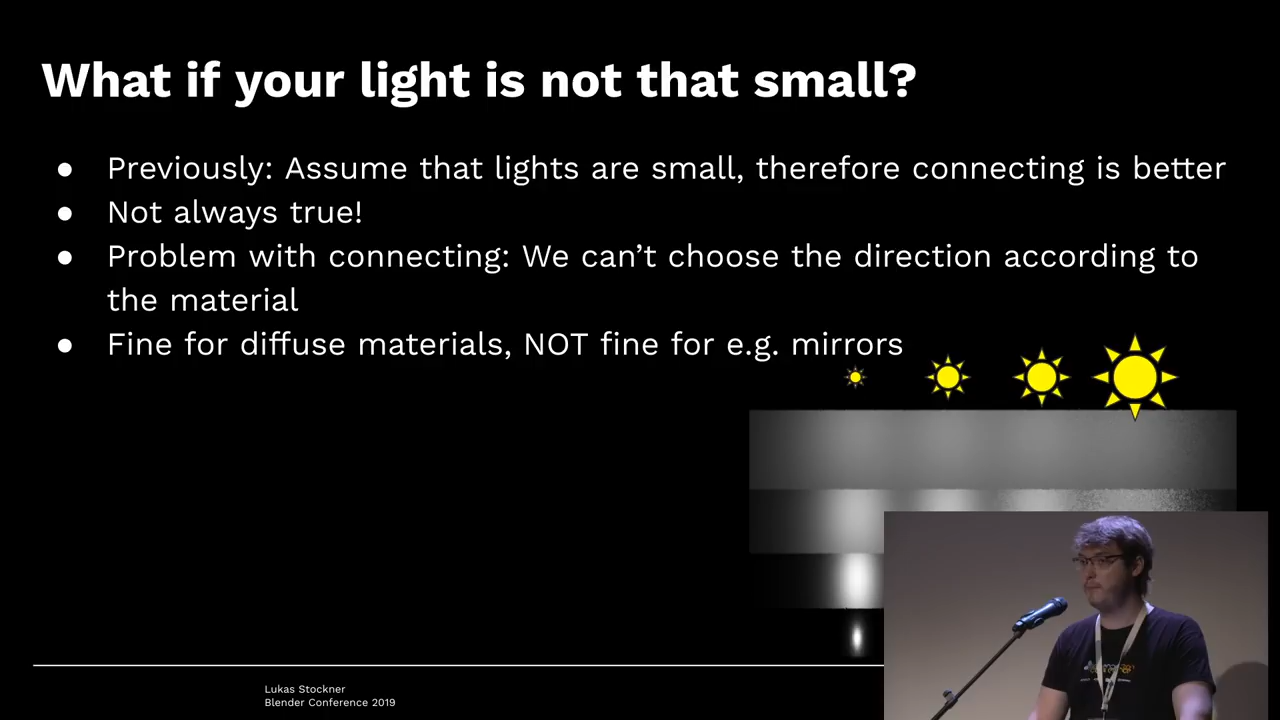 What if your light is not that small?
● Previously: Assume that lights are small, therefore connecting is better
● Not always true!
● Problem with connecting: We can’t choose the direction according to
the material
● Fine for diffuse materials, NOT fine for e.g. mirrors
Lukas Stockner
Blender Conference 2019